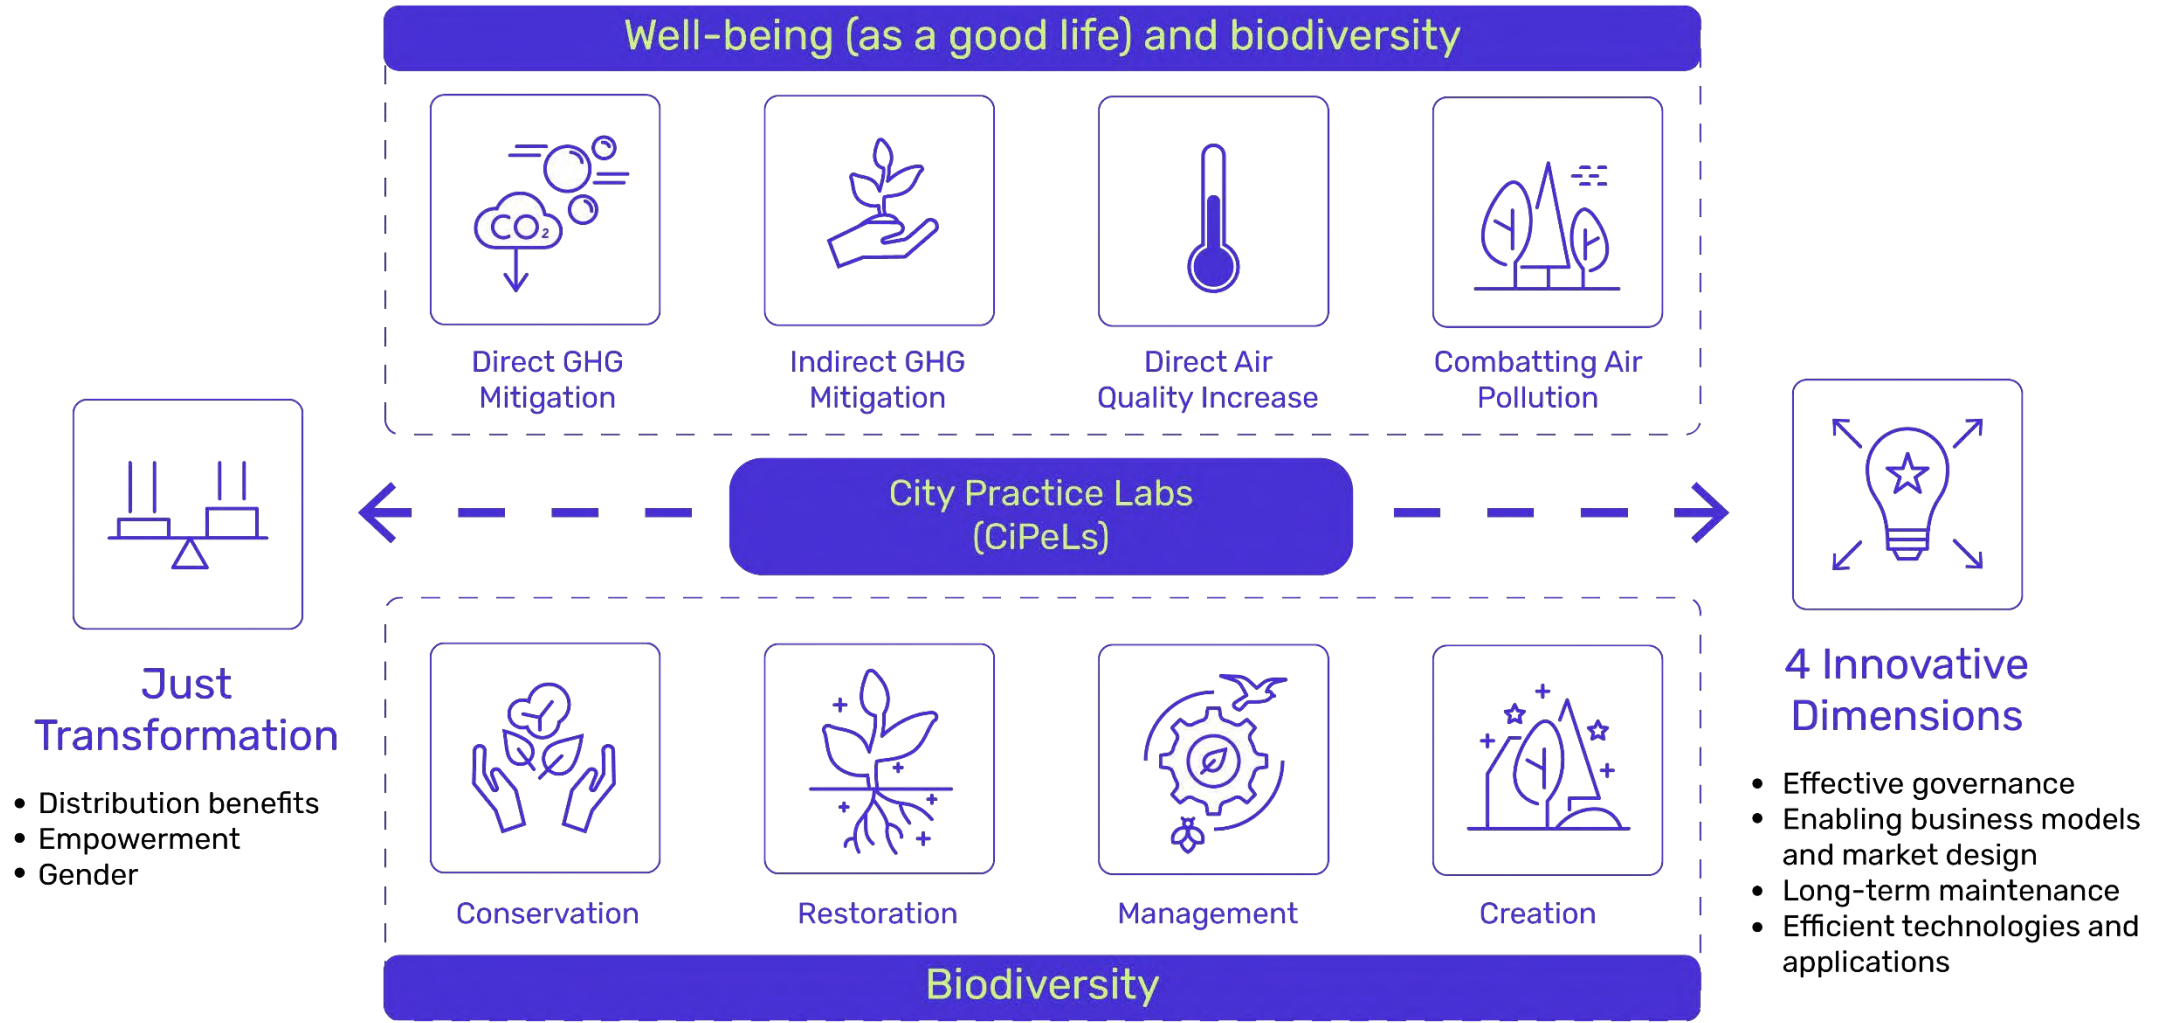 Well-being (as a good life) and biodiversity
CO₂
Direct GHG
Mitigation
Indirect GHG
Mitigation
Direct Air
Quality Increase
Combatting Air
Pollution
City Practice Labs
(CiPeLs)
Just
Transformation
• Distribution benefits
• Empowerment
• Gender
4 Innovative
Dimensions
• Effective governance
• Enabling business models
and market design
• Long-term maintenance
• Efficient technologies and
applications
Conservation
Restoration
Management
Creation
Biodiversity